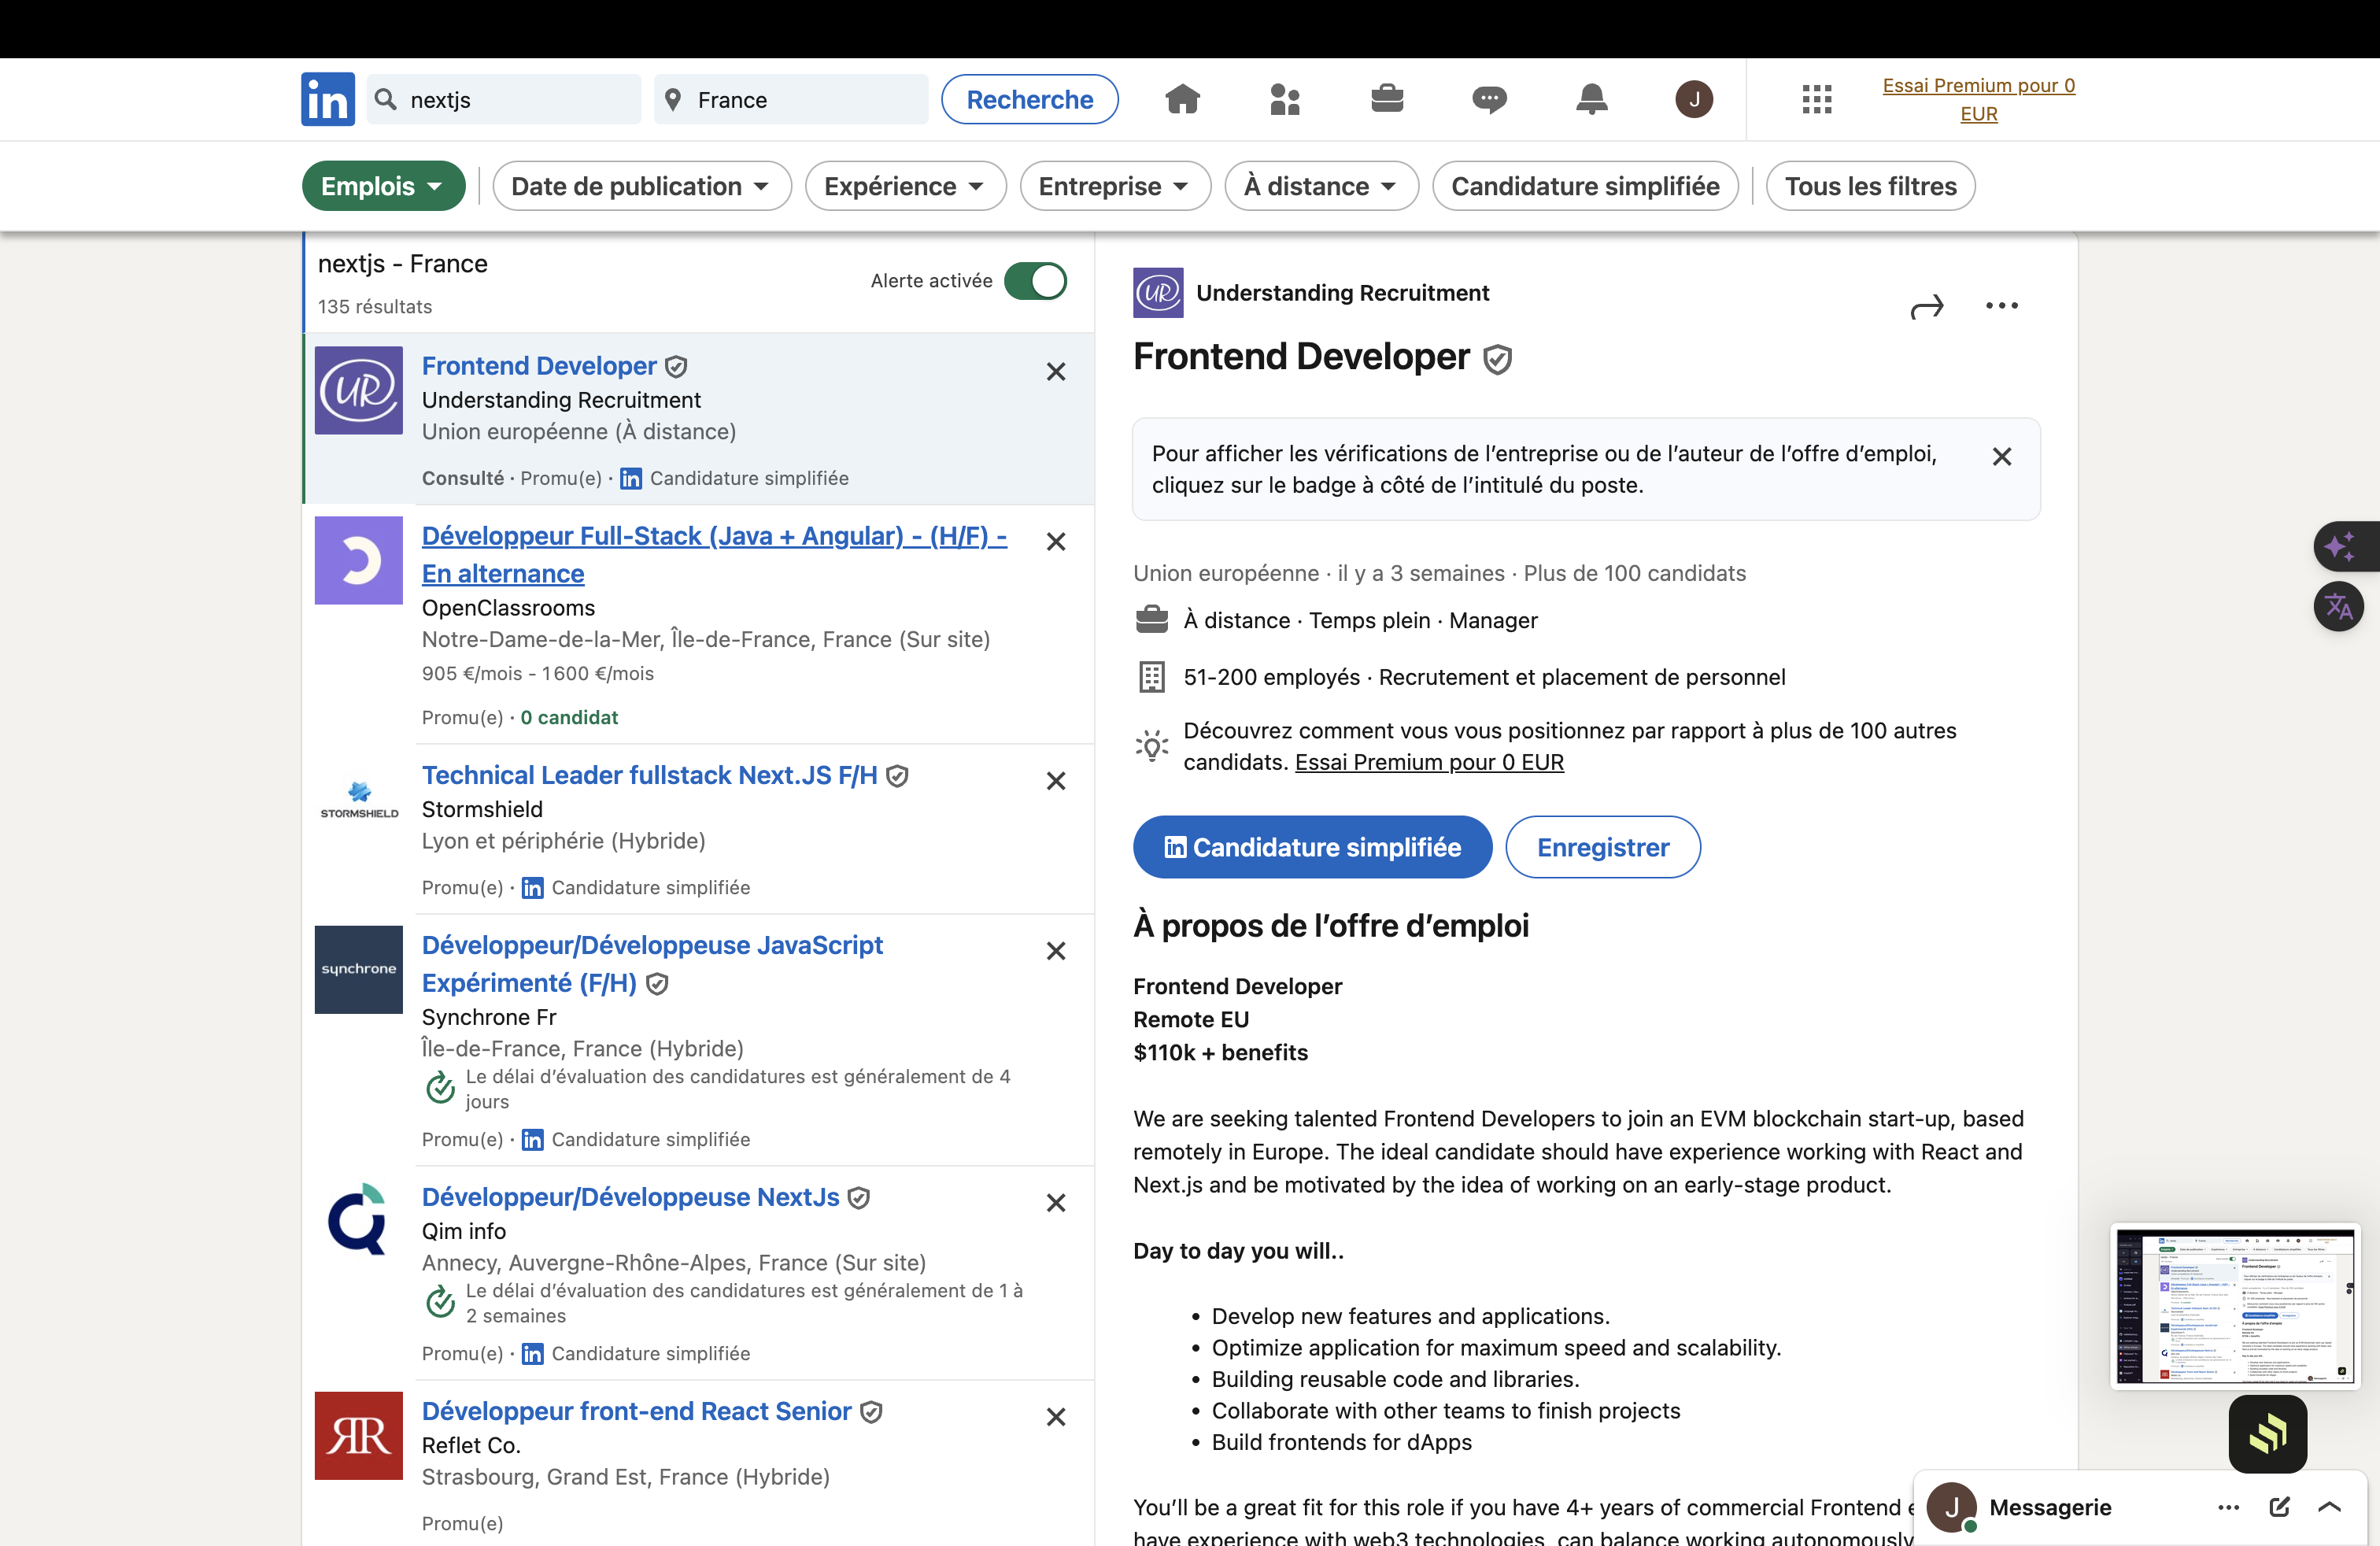 in
nextjs
France
Recherche
J
Essai Premium pour 0
EUR
Emplois
Date de publication
Expérience
Entreprise
À distance
Candidature simplifiée
Tous les filtres
nextjs - France
135 résultats
Alerte activée
UR
Frontend Developer
Understanding Recruitment
Union européenne (À distance)
Consulté · Promu(e) · in Candidature simplifiée
Développeur Full-Stack (Java + Angular) - (H/F) -
En alternance
OpenClassrooms
Notre-Dame-de-la-Mer, Île-de-France, France (Sur site)
905 €/mois - 1 600 €/mois
Promu(e) · 0 candidat
STORMSHIELD
Technical Leader fullstack Next.JS F/H
Stormshield
Lyon et périphérie (Hybride)
Promu(e) · in Candidature simplifiée
synchrone
Développeur/Développeuse JavaScript
Expérimenté (F/H)
Synchrone Fr
Île-de-France, France (Hybride)
Le délai d’évaluation des candidatures est généralement de 4
jours
Promu(e) · in Candidature simplifiée
Développeur/Développeuse NextJs
Qim info
Annecy, Auvergne-Rhône-Alpes, France (Sur site)
Le délai d’évaluation des candidatures est généralement de 1 à
2 semaines
Promu(e) · in Candidature simplifiée
Développeur front-end React Senior
Reflet Co.
Strasbourg, Grand Est, France (Hybride)
Promu(e)
UR
Understanding Recruitment
Frontend Developer
Pour afficher les vérifications de l’entreprise ou de l’auteur de l’offre d’emploi,
cliquez sur le badge à côté de l’intitulé du poste.
Union européenne · il y a 3 semaines · Plus de 100 candidats
À distance · Temps plein · Manager
51-200 employés · Recrutement et placement de personnel
Découvrez comment vous vous positionnez par rapport à plus de 100 autres
candidats. Essai Premium pour 0 EUR
in Candidature simplifiée
Enregistrer
À propos de l’offre d’emploi
Frontend Developer
Remote EU
$110k + benefits
We are seeking talented Frontend Developers to join an EVM blockchain start-up, based
remotely in Europe. The ideal candidate should have experience working with React and
Next.js and be motivated by the idea of working on an early-stage product.
Day to day you will..
• Develop new features and applications.
• Optimize application for maximum speed and scalability.
• Building reusable code and libraries.
• Collaborate with other teams to finish projects
• Build frontends for dApps
You’ll be a great fit for this role if you have 4+ years of commercial Frontend
have experience with web3 technologies, can balance working autonomously
J
Messagerie